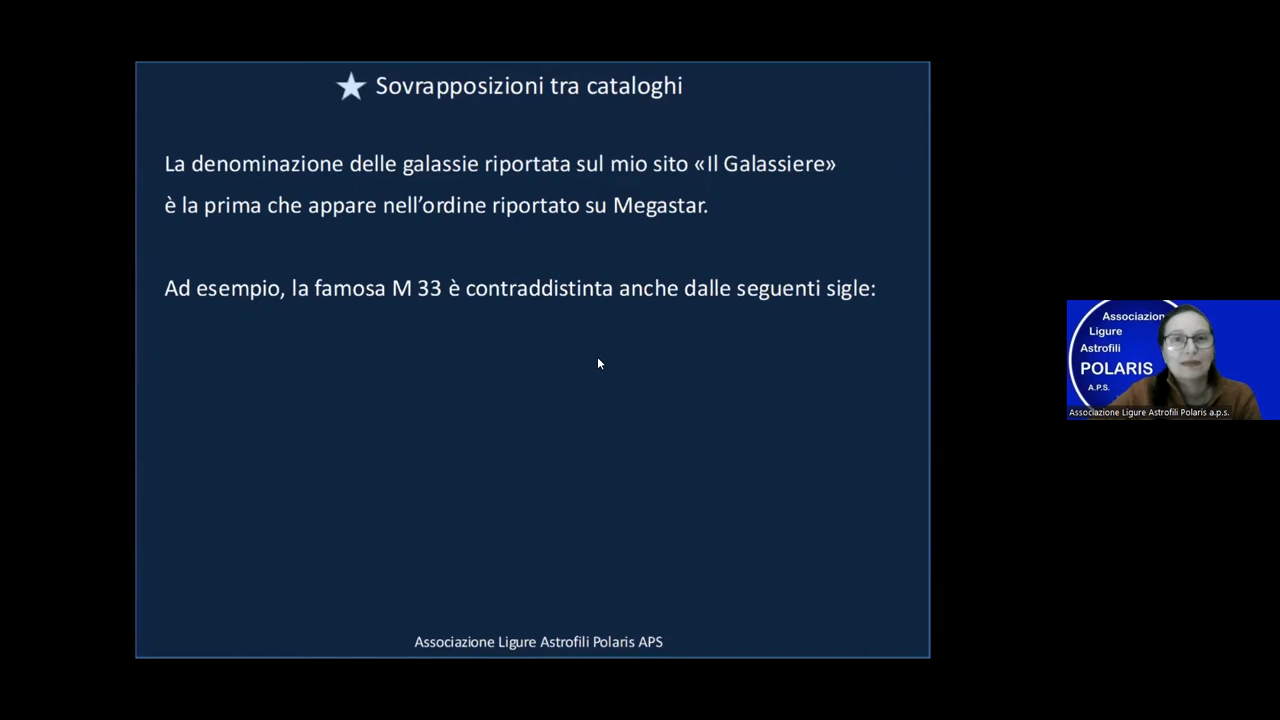 Sovrapposizioni tra cataloghi
La denominazione delle galassie riportata sul mio sito «Il Galassiere»
è la prima che appare nell’ordine riportato su Megastar.
Ad esempio, la famosa M 33 è contraddistinta anche dalle seguenti sigle:
Associazione Ligure Astrofili Polaris APS
Associazion
Ligure
Astrofili
POLARIS
A.P.S.
Associazione Ligure Astrofili Polaris a.p.s.